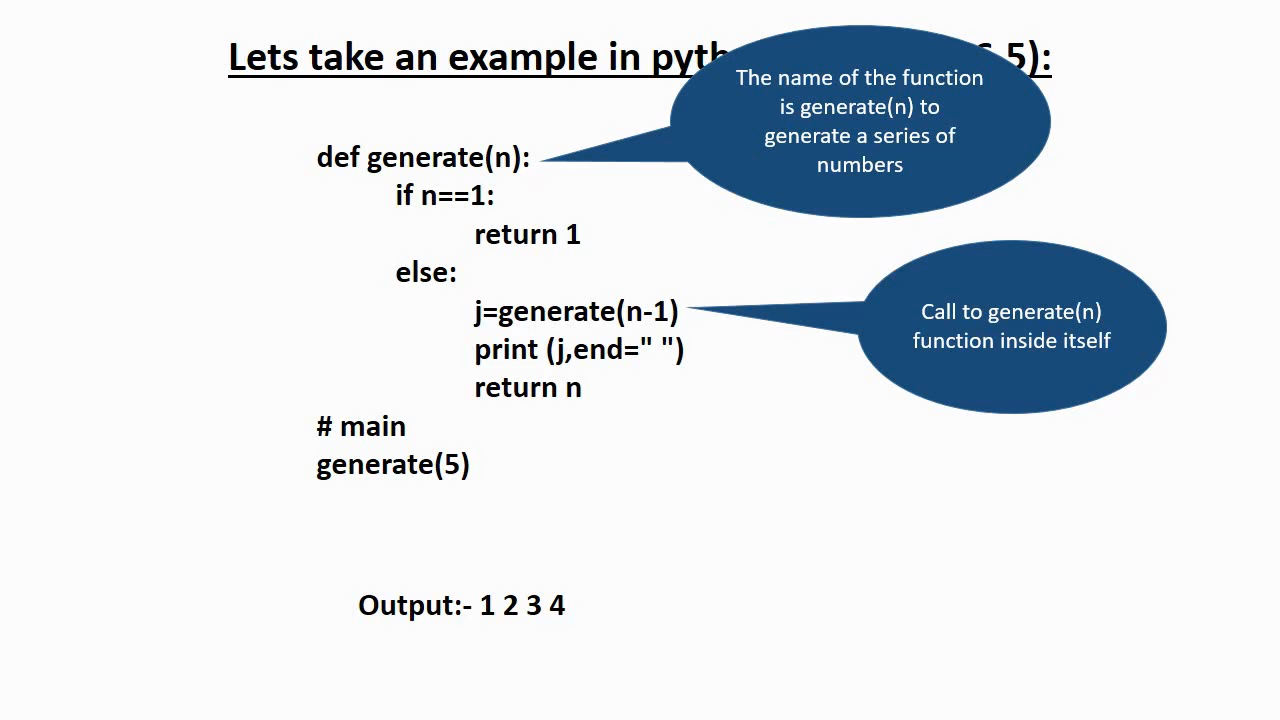 Lets take an example in 5):
The name of the function
is generate(n) to
generate a series of
numbers
def generate(n):
if n==1:
return 1
else:
j=generate(n-1)
print (j,end=" ")
return n
Call to generate(n)
function inside itself
# main
generate(5)
Output:- 1 2 3 4